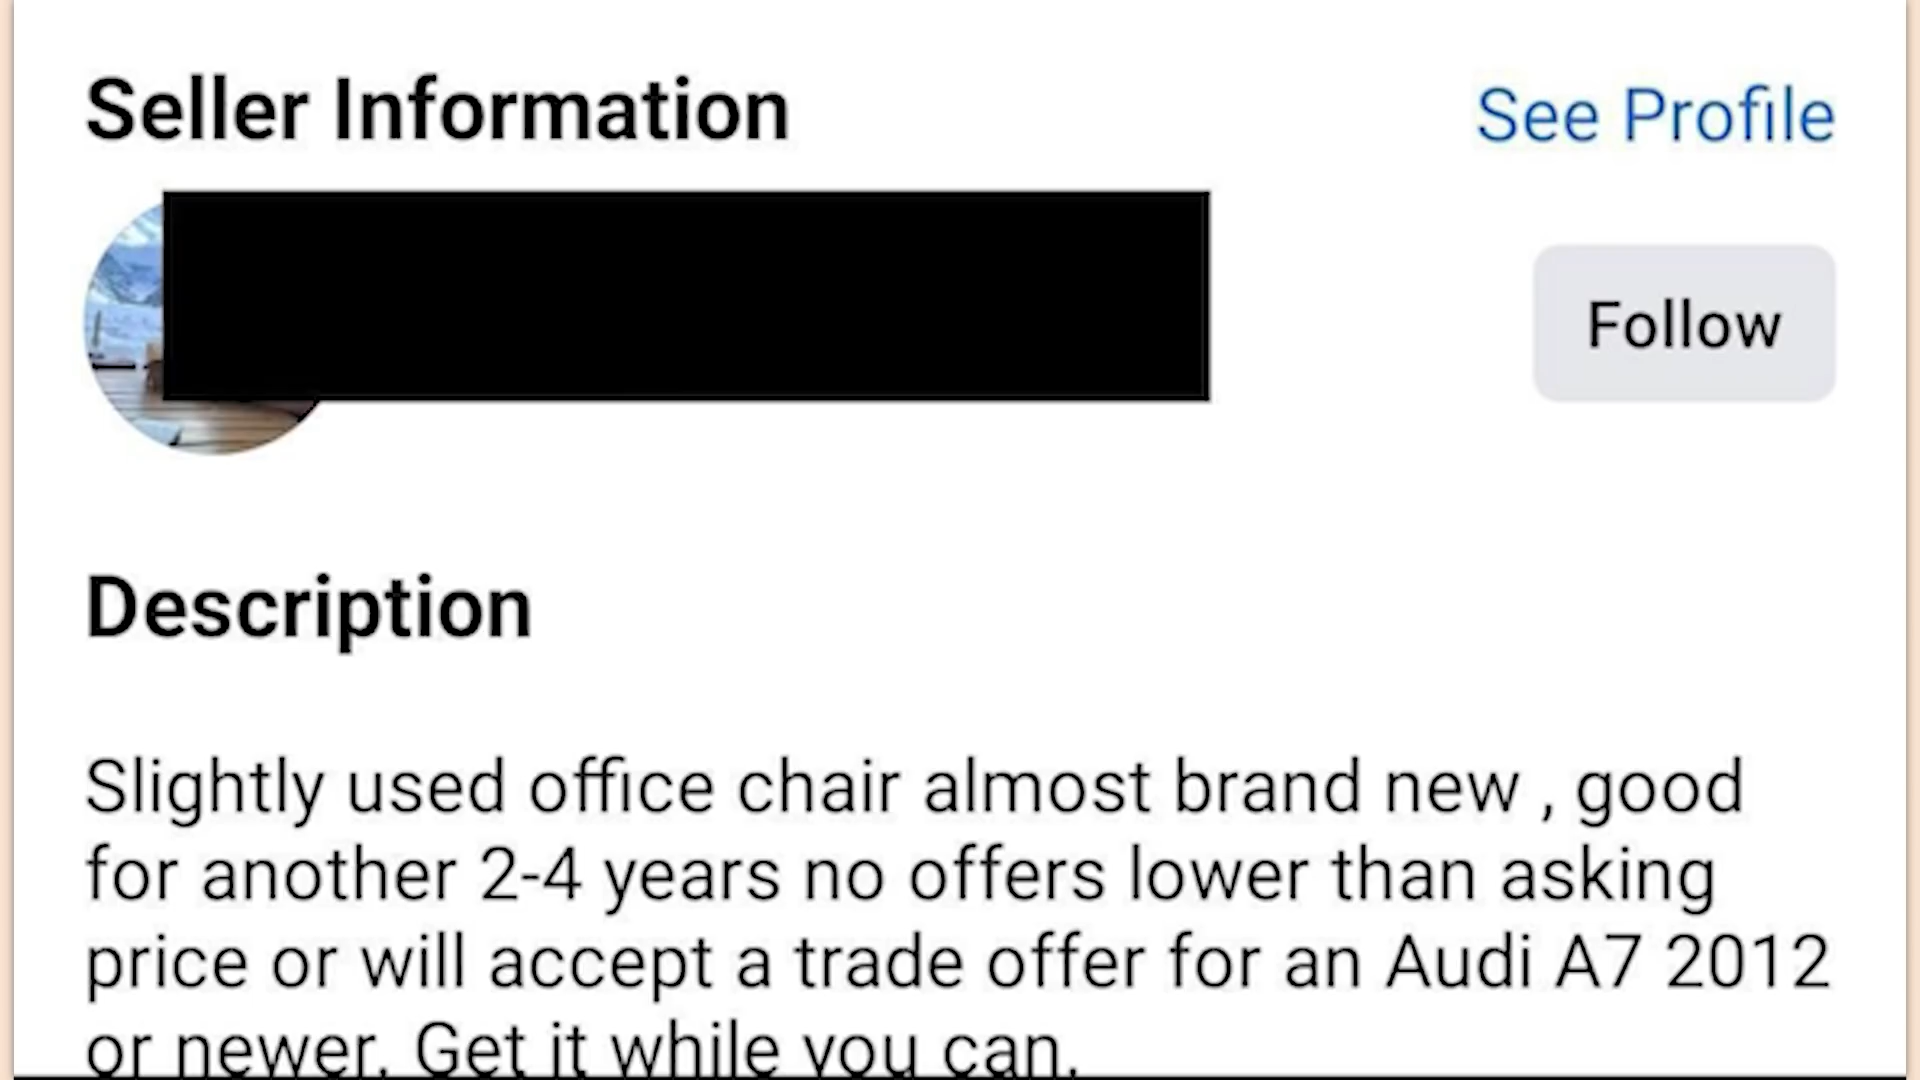 Seller Information
See Profile
Follow
Description
Slightly used office chair almost brand new , good
for another 2-4 years no offers lower than asking
price or will accept a trade offer for an Audi A7 2012
or newer. Get it while you can.